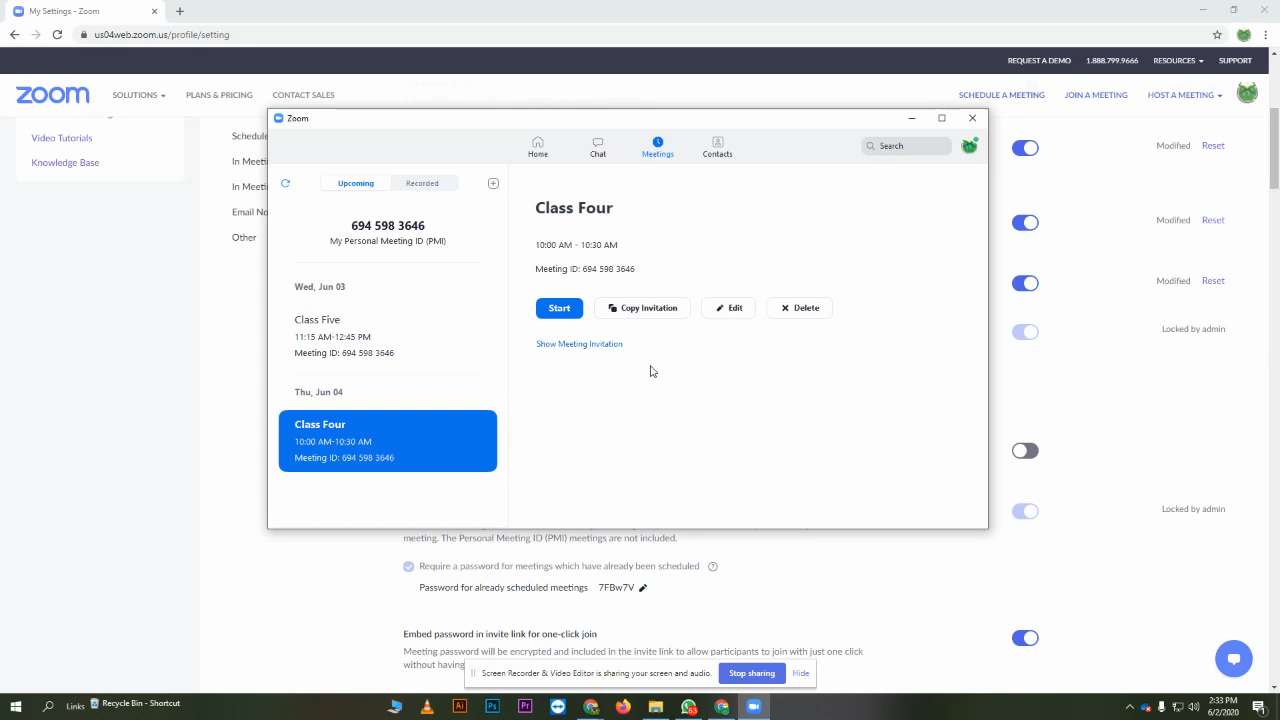 My Settings - Zoom
us04web.zoom.us/profile/setting
REQUEST A DEMO 1.888.799.9666 RESOURCES SUPPORT
zoom SOLUTIONS PLANS & PRICING CONTACT SALES SCHEDULE A MEETING JOIN A MEETING HOST A MEETING
Video Tutorials
Knowledge Base
Schedule
In Meeti
In Meeti
Email No
Other
Zoom
Home Chat Meetings Contacts Search
Upcoming Recorded
694 598 3646
My Personal Meeting ID (PMI)
Wed, Jun 03
Class Five
11:15 AM-12:45 PM
Meeting ID: 694 598 3646
Thu, Jun 04
Class Four
10:00 AM-10:30 AM
Meeting ID: 694 598 3646
Class Four
10:00 AM - 10:30 AM
Meeting ID: 694 598 3646
Start Copy Invitation Edit Delete
Show Meeting Invitation
Modified Reset
Modified Reset
Modified Reset
Locked by admin
Locked by admin
meeting. The Personal Meeting ID (PMI) meetings are not included.
Require a password for meetings which have already been scheduled
Password for already scheduled meetings 7FBw7V
Embed password in invite link for one-click join
Meeting password will be encrypted and included in the invite link to allow participants to join with just one click
without having
Screen Recorder & Video Editor is sharing your screen and audio. Stop sharing Hide
Links Recycle Bin - Shortcut
Ai Ps Pr 63
2:33 PM
6/2/2020